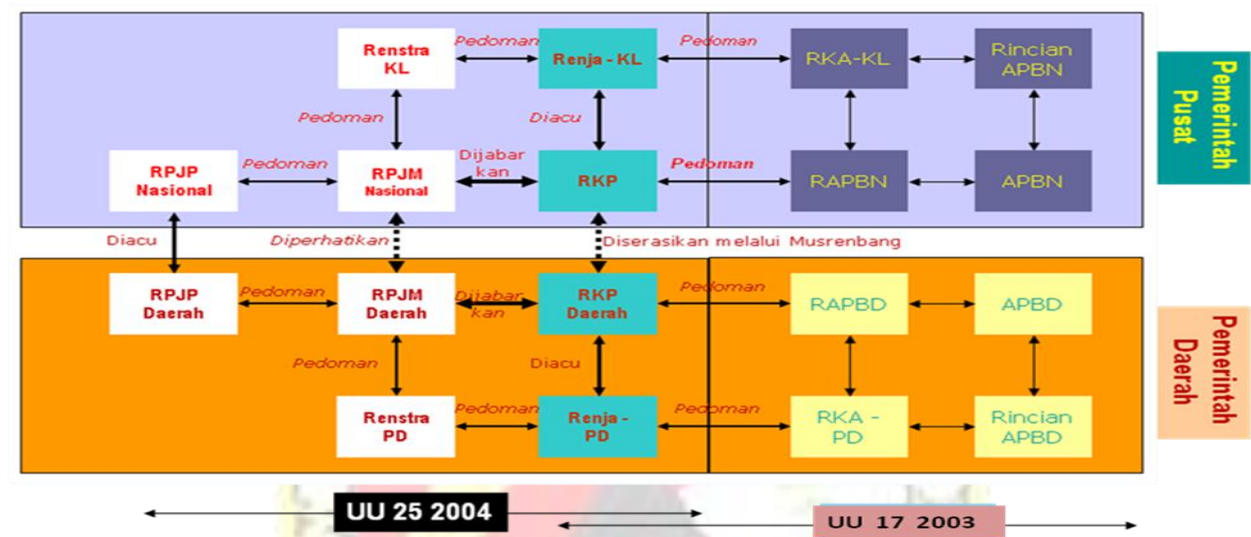 Renstra
KL
Pedoman
Renja - KL
Pedoman
RKA-KL
Rincian
APBN
Pemerintah
Pusat
Pedoman
Diacu
RPJP
Nasional
Pedoman
RPJM
Nasional
Dijabar
kan
RKP
Pedoman
RAPBN
APBN
Diacu
Diperhatikan
Diserasikan melalui Musrenbang
RPJP
Daerah
Pedoman
RPJM
Daerah
Dijabar
kan
RKP
Daerah
Pedoman
RAPBD
APBD
Pemerintah
Daerah
Pedoman
Diacu
Renstra
PD
Pedoman
Renja -
PD
Pedoman
RKA -
PD
Rincian
APBD
UU 25 2004
UU 17 2003